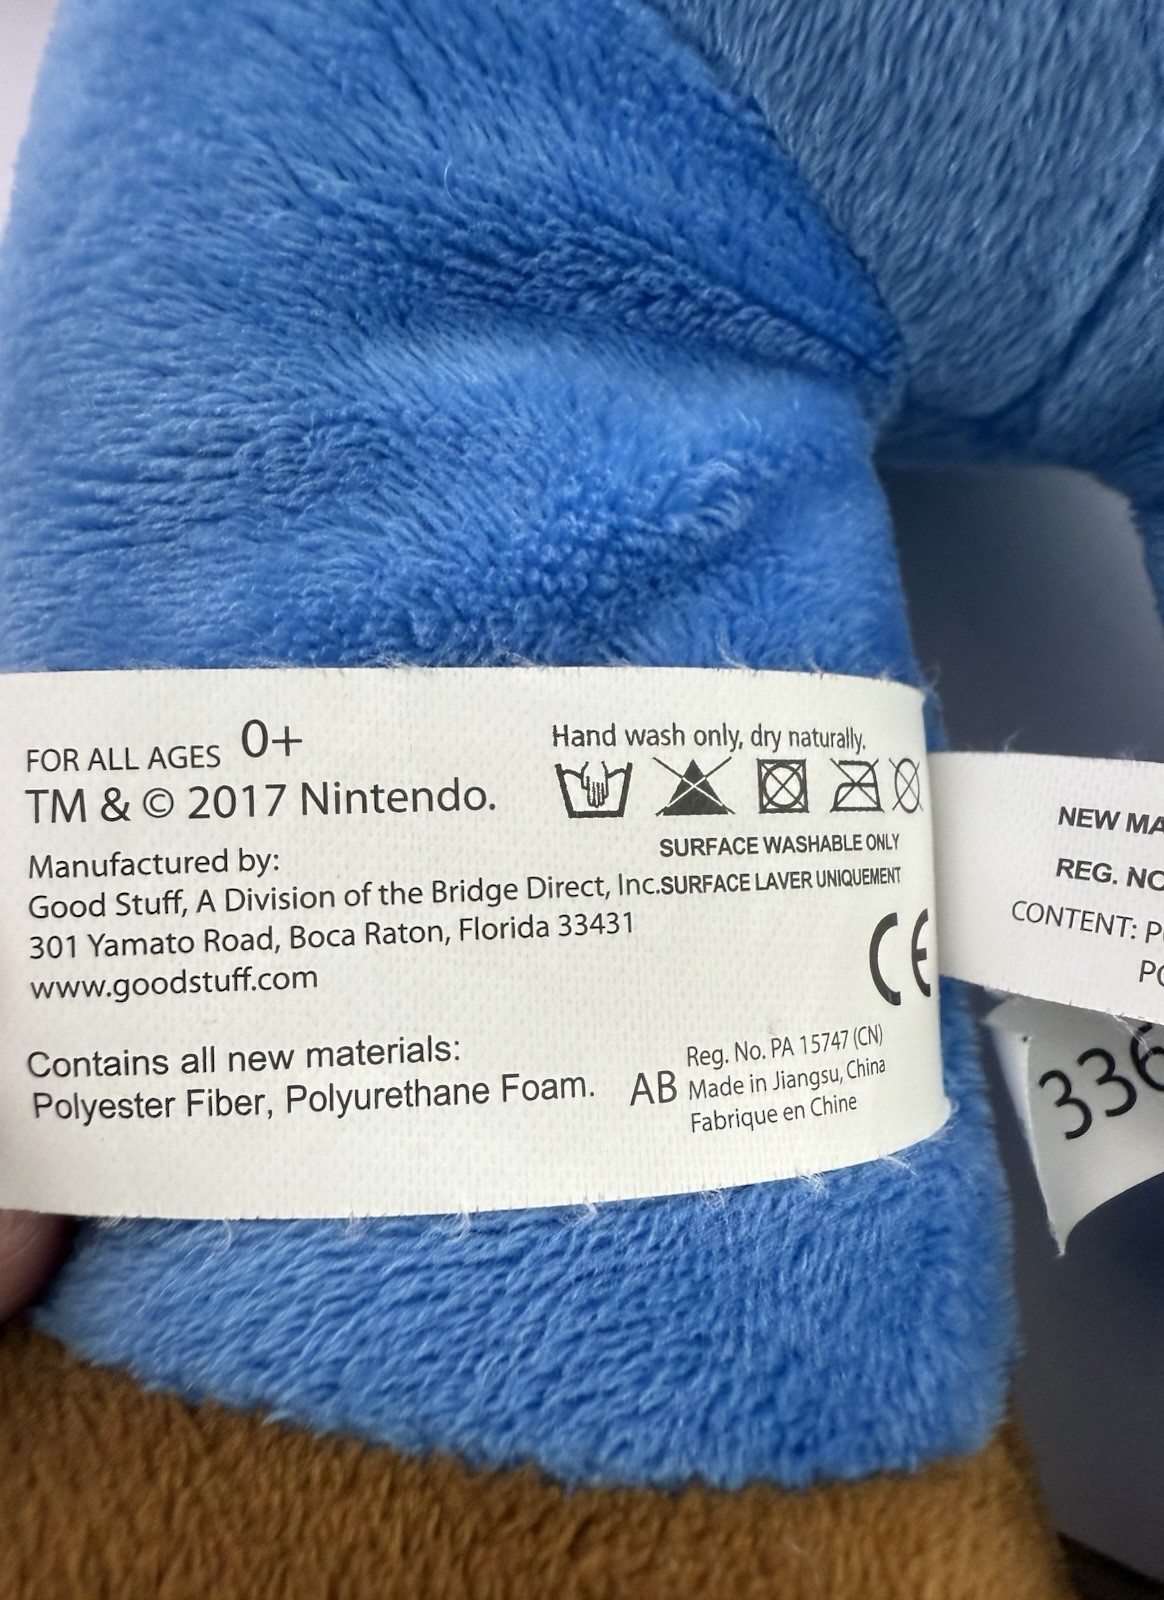 FOR ALL AGES 0+
TM & © 2017 Nintendo.
Manufactured by:
Good Stuff, A Division of the Bridge Direct, Inc.
301 Yamato Road, Boca Raton, Florida 33431
www.goodstuff.com
Contains all new materials:
Polyester Fiber, Polyurethane Foam.
Hand wash only, dry naturally.
SURFACE WASHABLE ONLY
SURFACE LAVER UNIQUEMENT
CE
AB
Reg. No. PA 15747 (CN)
Made in Jiangsu, China
Fabrique en Chine
NEW
REG. NO
CONTENT:
336